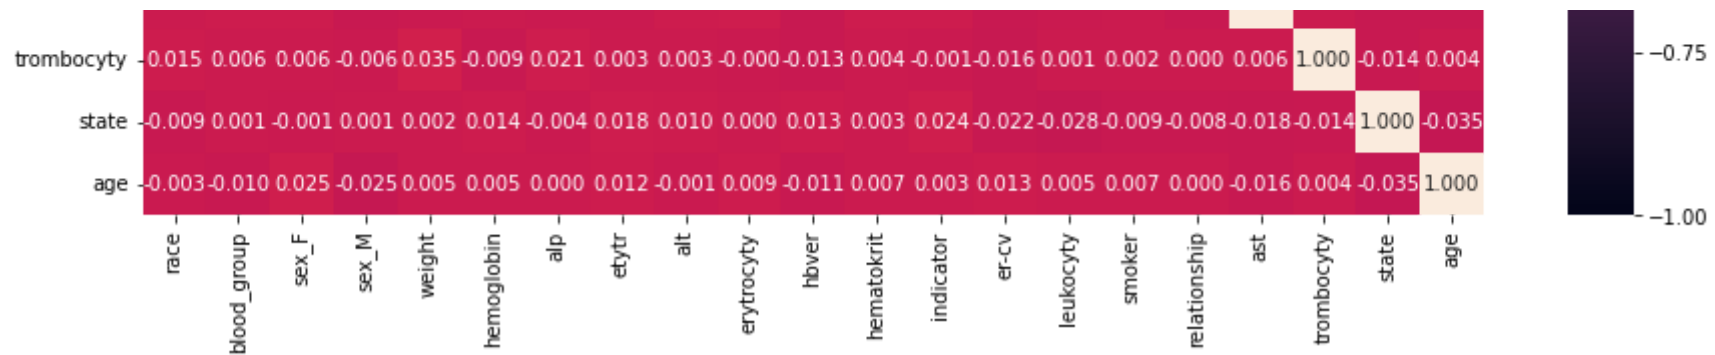 trombocyty 0.015 0.006 0.006 -0.006 0.035 -0.009 0.021 0.003 0.003 -0.000 -0.013 0.004 -0.001 -0.016 0.001 0.002 0.000 0.006 1.000 -0.014 0.004 −0.75
state -0.009 0.001 -0.001 0.001 0.002 0.014 -0.004 0.018 0.010 0.000 0.013 0.003 0.024 -0.022 -0.028 -0.009 -0.008 -0.018 -0.014 1.000 -0.035
age -0.003 -0.010 0.025 -0.025 0.005 0.005 0.000 0.012 -0.001 0.009 -0.011 0.007 0.003 0.013 0.005 0.007 0.000 -0.016 0.004 -0.035 1.000
−1.00
race
blood_group
sex_F
sex_M
weight
hemoglobin
alp
etytr
alt
erytrocyty
hbver
hematokrit
indicator
er-cv
leukocyty
smoker
relationship
ast
trombocyty
state
age